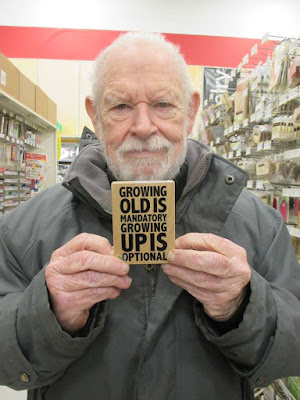 GROWING
OLD IS
MANDATORY
GROWING
UP IS
OPTIONAL